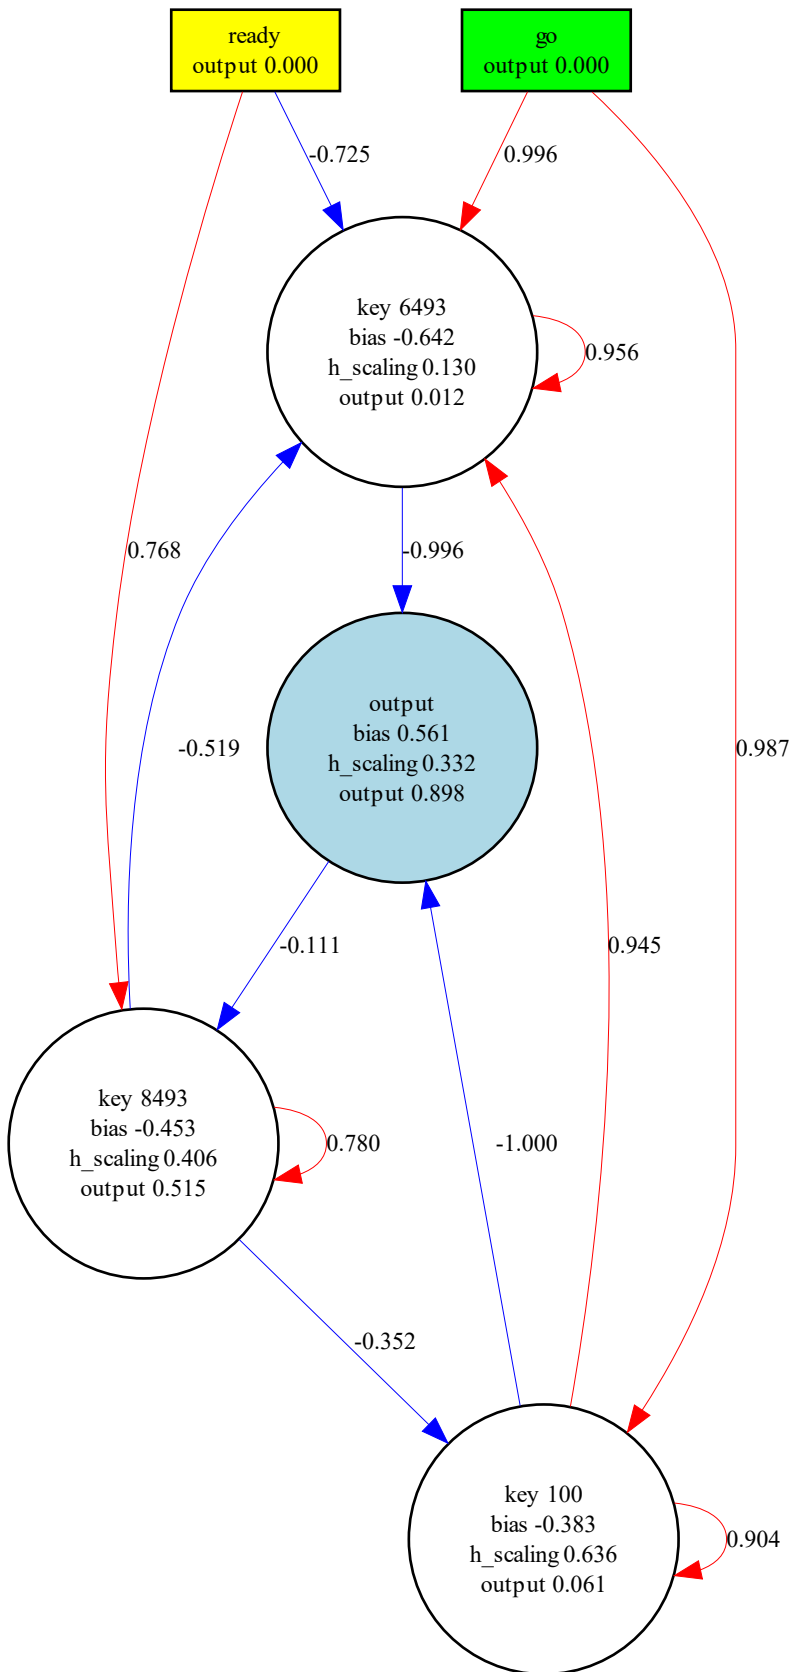 ready
output 0.000
go
output 0.000
-0.725
0.996
key 6493
bias -0.642
h_scaling 0.130
output 0.012
0.956
0.768
-0.996
output
bias 0.561
h_scaling 0.332
output 0.898
-0.519
0.987
-0.111
0.945
key 8493
bias -0.453
h_scaling 0.406
output 0.515
0.780
-1.000
-0.352
key 100
bias -0.383
h_scaling 0.636
output 0.061
0.904